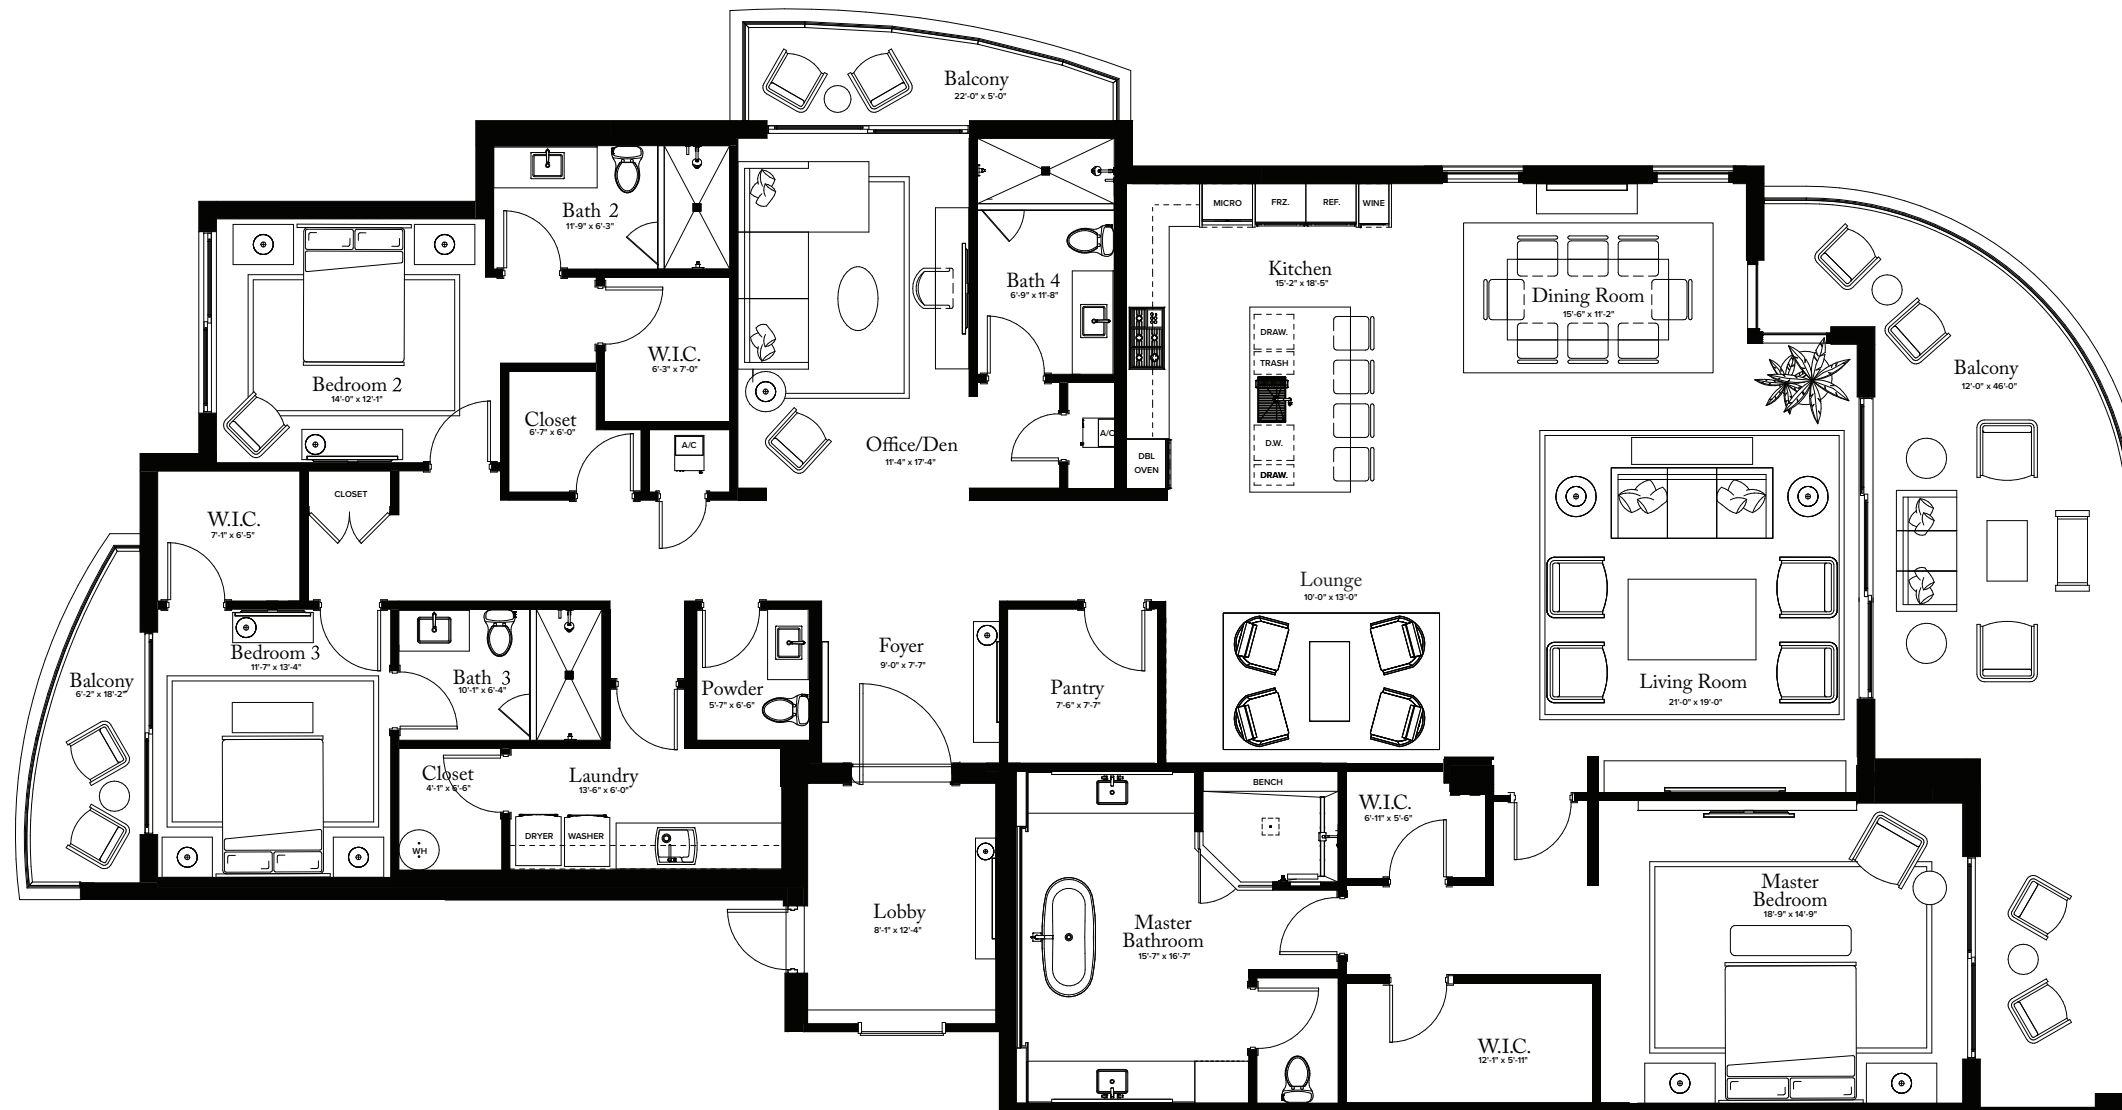 Balcony
22'-0" x 5'-0"
Bath 2
11'-9" x 6'-3"
MICRO
FRZ.
REF.
WINE
Bath 4
6'-9" x 11'-8"
Kitchen
15'-2" x 18'-5"
Dining Room
15'-6" x 11'-2"
W.I.C.
6'-3" x 7'-0"
DRAW.
TRASH
D.W.
DRAW.
Balcony
12'-0" x 46'-0"
Bedroom 2
14'-0" x 12'-1"
Closet
6'-7" x 6'-0"
A/C
Office/Den
11'-4" x 17'-4"
A/C
DBL
OVEN
CLOSET
W.I.C.
7'-1" x 6'-5"
Lounge
10'-0" x 13'-0"
Foyer
9'-0" x 7'-7"
Bedroom 3
11'-7" x 13'-4"
Bath 3
10'-1" x 6'-4"
Balcony
6'-2" x 18'-2"
Powder
5'-7" x 6'-6"
Pantry
7'-6" x 7'-7"
Living Room
21'-0" x 19'-0"
Closet
4'-1" x 6'-6"
Laundry
13'-6" x 6'-0"
BENCH
W.I.C.
6'-11" x 5'-6"
DRYER
WASHER
WH
Lobby
8'-1" x 12'-4"
Master
Bathroom
15'-7" x 16'-7"
Master
Bedroom
18'-9" x 14'-9"
W.I.C.
12'-1" x 5'-11"